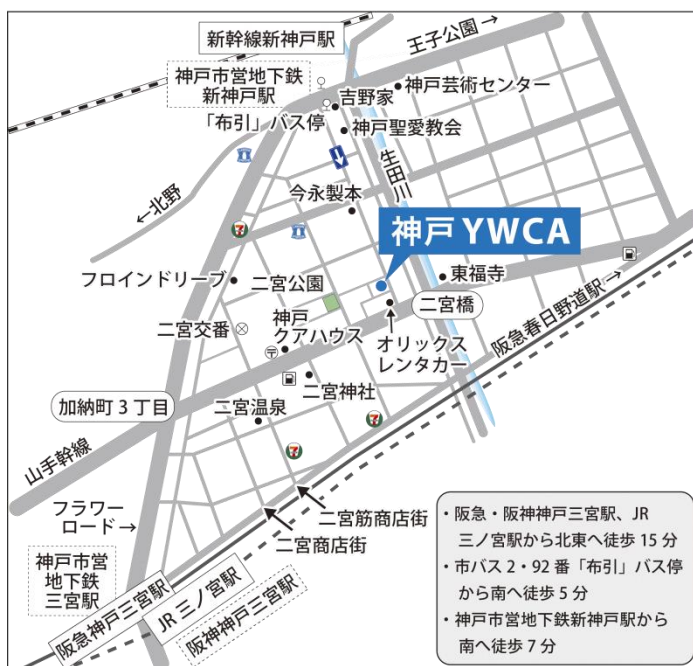 新幹線新神戸駅
王子公園→
神戸市営地下鉄
新神戸駅
神戸芸術センター
吉野家
「布引」バス停
神戸聖愛教会
生田川
←北野
今永製本
神戸 YWCA
7
フロインドリーブ
二宮公園
東福寺
二宮橋
二宮交番
神戸
クアハウス
オリックス
レンタカー
阪急春日野道駅→
二宮神社
加納町 3 丁目
二宮温泉
7
7
山手幹線
フラワー
ロード→
二宮筋商店街
二宮商店街
神戸市営
地下鉄
三宮駅
阪急神戸三宮駅
JR 三ノ宮駅
阪神神戸三宮駅
・阪急・阪神神戸三宮駅、JR
三ノ宮駅から北東へ徒歩 15 分
・市バス 2・92 番「布引」バス停
から南へ徒歩 5 分
・神戸市営地下鉄新神戸駅から
南へ徒歩 7 分